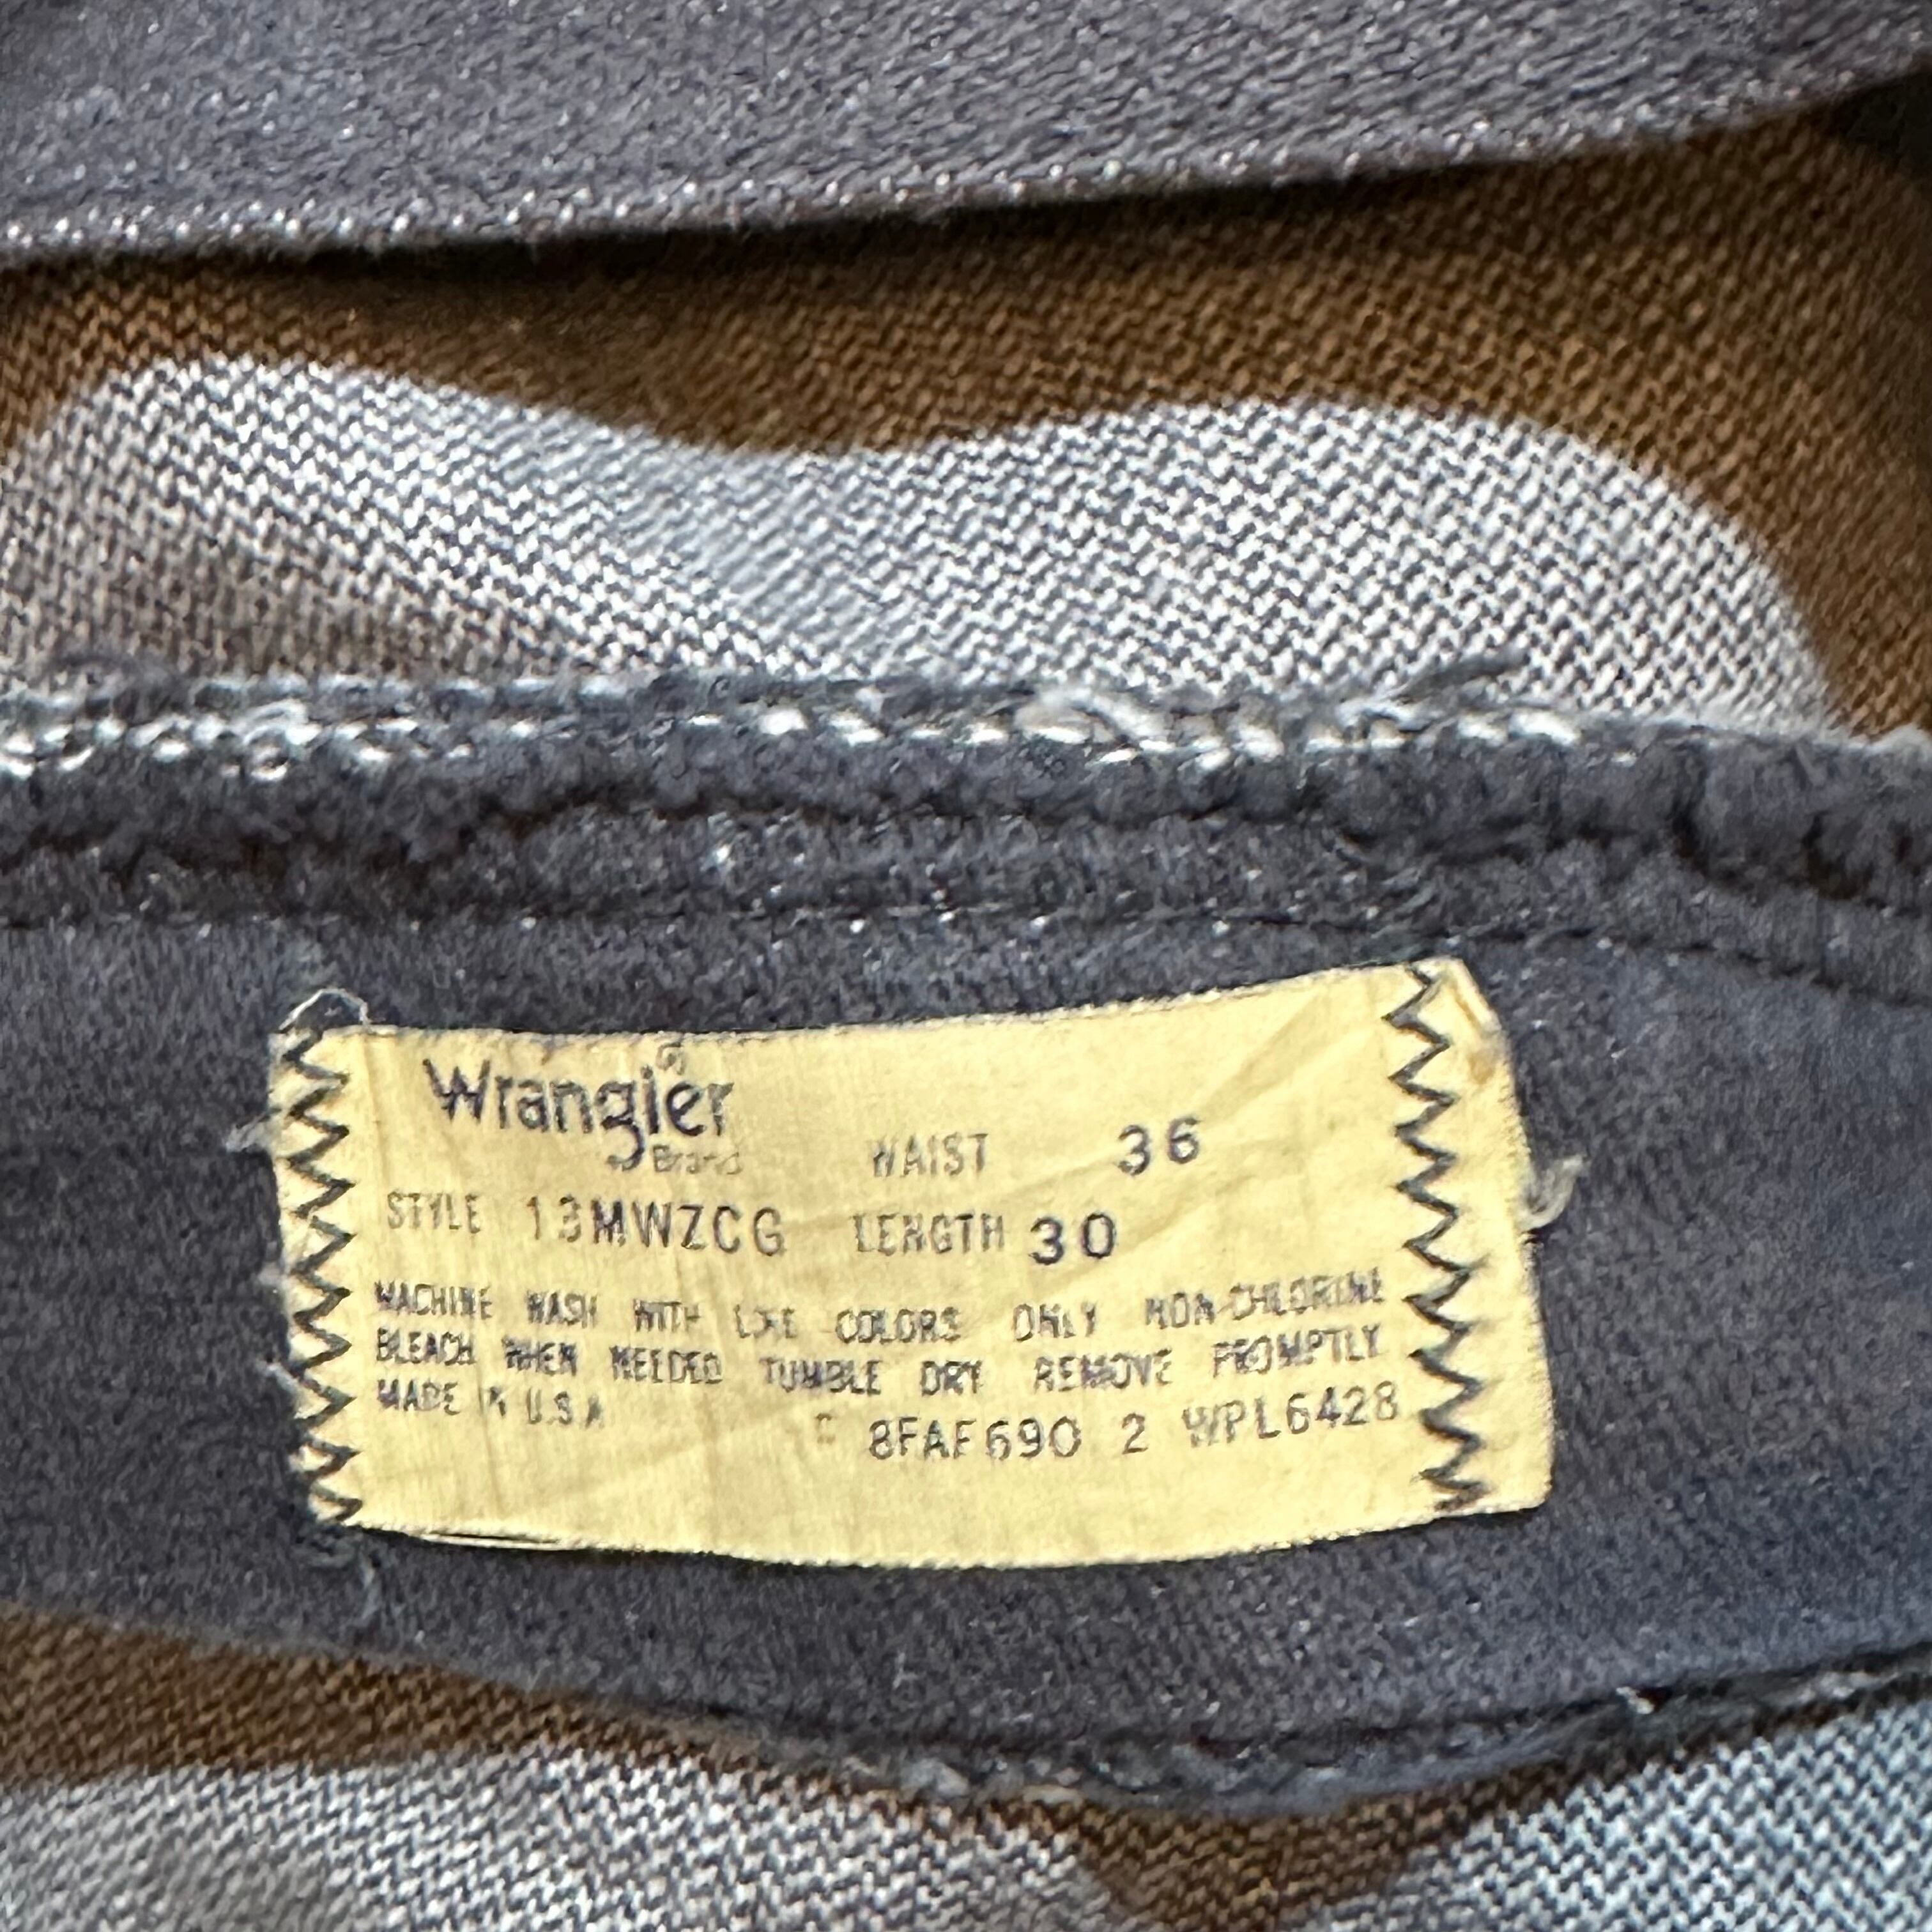 Wrangler
Brand
WAIST 36
STYLE 13MWZCG LENGTH 30
MACHINE WASH WITH LIKE COLORS ONLY NON-CHLORINE
BLEACH WHEN NEEDED TUMBLE DRY REMOVE PROMPTLY
MADE IN U.S.A
8FAF690 2 WPL6428